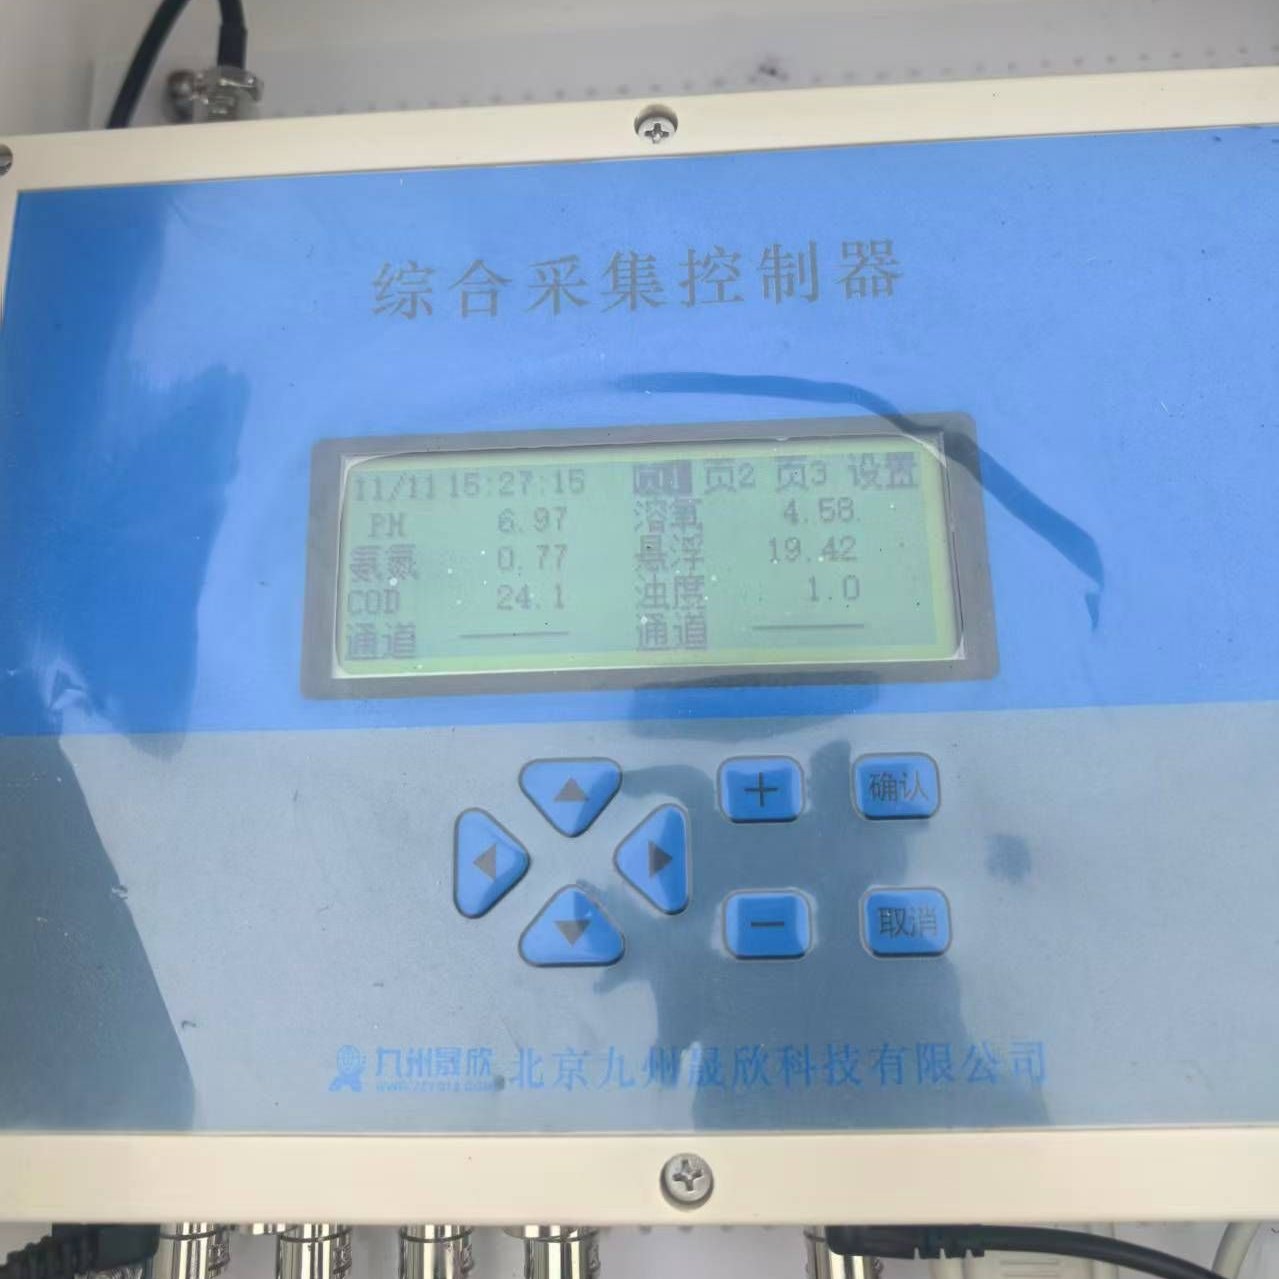 综合采集控制器
11/11 15:27:15 页1 页2 页3 设置
PH 6.97 溶氧 4.58
氨氮 0.77 悬浮 19.42
COD 24.1 浊度 1.0
通道 ——— 通道 ———
+ 确认
− 取消
九州晟欣 北京九州晟欣科技有限公司